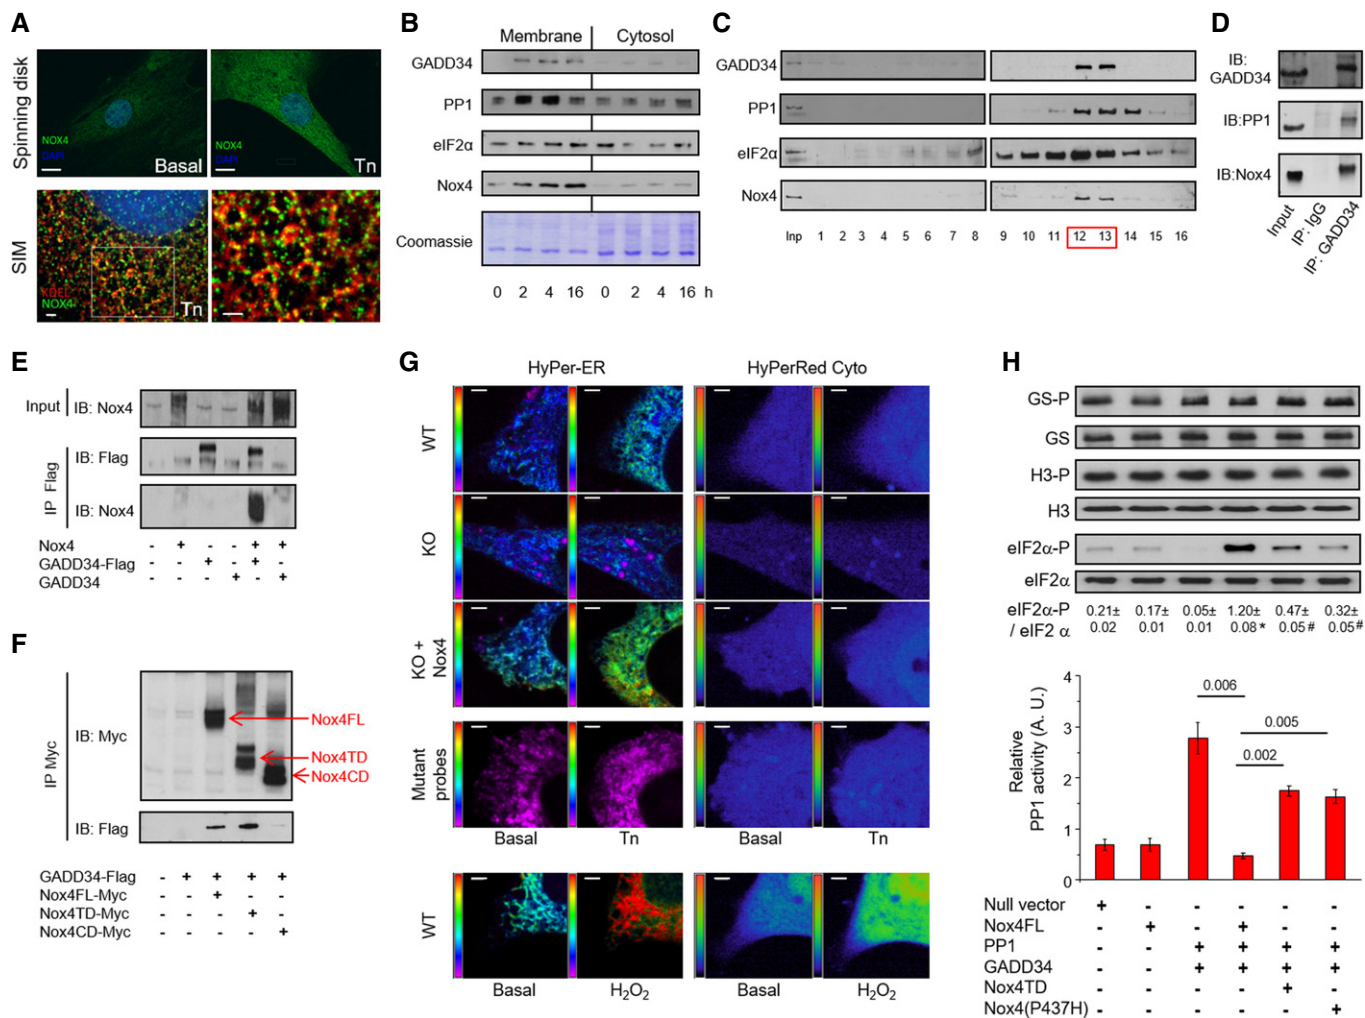 A
Spinning disk
NOX4
DAPI
Basal
NOX4
DAPI
Tn
SIM
KDEL
NOX4
Tn
B
Membrane Cytosol
GADD34
PP1
eIF2α
Nox4
Coomassie
0 2 4 16 0 2 4 16 h
C
GADD34
PP1
eIF2α
Nox4
Inp 1 2 3 4 5 6 7 8 9 10 11 12 13 14 15 16
D
IB:
GADD34
IB:PP1
IB:Nox4
Input
IP: IgG
IP: GADD34
E
Input IB: Nox4
IP Flag
IB: Flag
IB: Nox4
Nox4 - + - - + +
GADD34-Flag - - + - + -
GADD34 - - - + - +
F
IP Myc
IB: Myc
Nox4FL
Nox4TD
Nox4CD
IB: Flag
GADD34-Flag - + + + +
Nox4FL-Myc - - + - -
Nox4TD-Myc - - - + -
Nox4CD-Myc - - - - +
G
HyPer-ER HyPerRed Cyto
WT
KO
KO +
Nox4
Mutant
probes
Basal Tn Basal Tn
WT
Basal H2O2 Basal H2O2
H
GS-P
GS
H3-P
H3
eIF2α-P
eIF2α
eIF2α-P 0.21± 0.17± 0.05± 1.20± 0.47± 0.32±
/ eIF2 α 0.02 0.01 0.01 0.08 * 0.05 # 0.05 #
Relative
PP1 activity (A. U.)
4
3
2
1
0
0.006
0.005
0.002
Null vector + - - - - -
Nox4FL - + - + - -
PP1 - - + + + +
GADD34 - - + + + +
Nox4TD - - - - + -
Nox4(P437H) - - - - - +